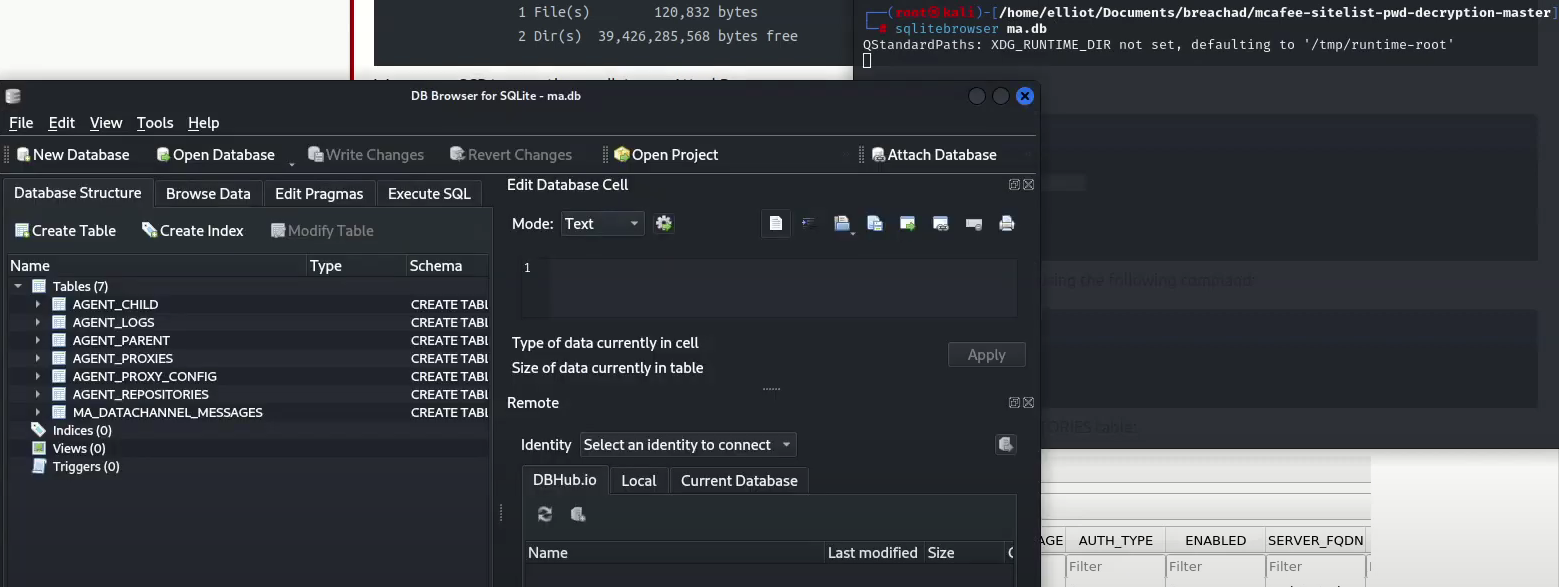 1 File(s) 120,832 bytes
2 Dir(s) 39,426,285,568 bytes free
(root㉿kali)-[/home/elliot/Documents/breachad/mcafee-sitelist-pwd-decryption-master]
# sqlitebrowser ma.db
QStandardPaths: XDG_RUNTIME_DIR not set, defaulting to '/tmp/runtime-root'
DB Browser for SQLite - ma.db
File Edit View Tools Help
New Database Open Database Write Changes Revert Changes Open Project Attach Database
Database Structure Browse Data Edit Pragmas Execute SQL
Create Table Create Index Modify Table
Name Type Schema
Tables (7)
AGENT_CHILD CREATE TABL
AGENT_LOGS CREATE TABL
AGENT_PARENT CREATE TABL
AGENT_PROXIES CREATE TABL
AGENT_PROXY_CONFIG CREATE TABL
AGENT_REPOSITORIES CREATE TABL
MA_DATACHANNEL_MESSAGES CREATE TABL
Indices (0)
Views (0)
Triggers (0)
Edit Database Cell
Mode: Text
1
Type of data currently in cell
Size of data currently in table
Apply
Remote
Identity Select an identity to connect
DBHub.io Local Current Database
Name Last modified Size
the following command:
ORIES table:
AGE AUTH_TYPE ENABLED SERVER_FQDN
Filter Filter Filter